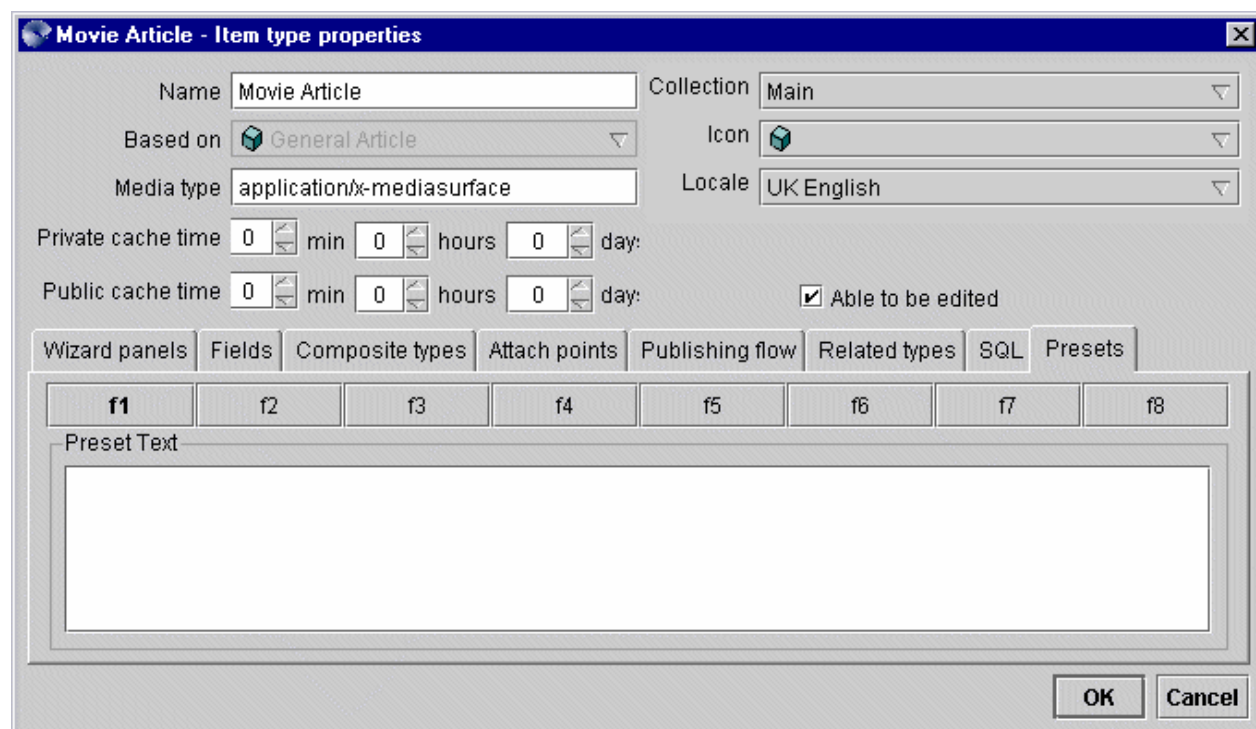 Movie Article - Item type properties
Name Movie Article Collection Main
Based on General Article Icon
Media type application/x-mediasurface Locale UK English
Private cache time 0 min 0 hours 0 day:
Public cache time 0 min 0 hours 0 day: Able to be edited
Wizard panels Fields Composite types Attach points Publishing flow Related types SQL Presets
f1 f2 f3 f4 f5 f6 f7 f8
Preset Text
OK Cancel